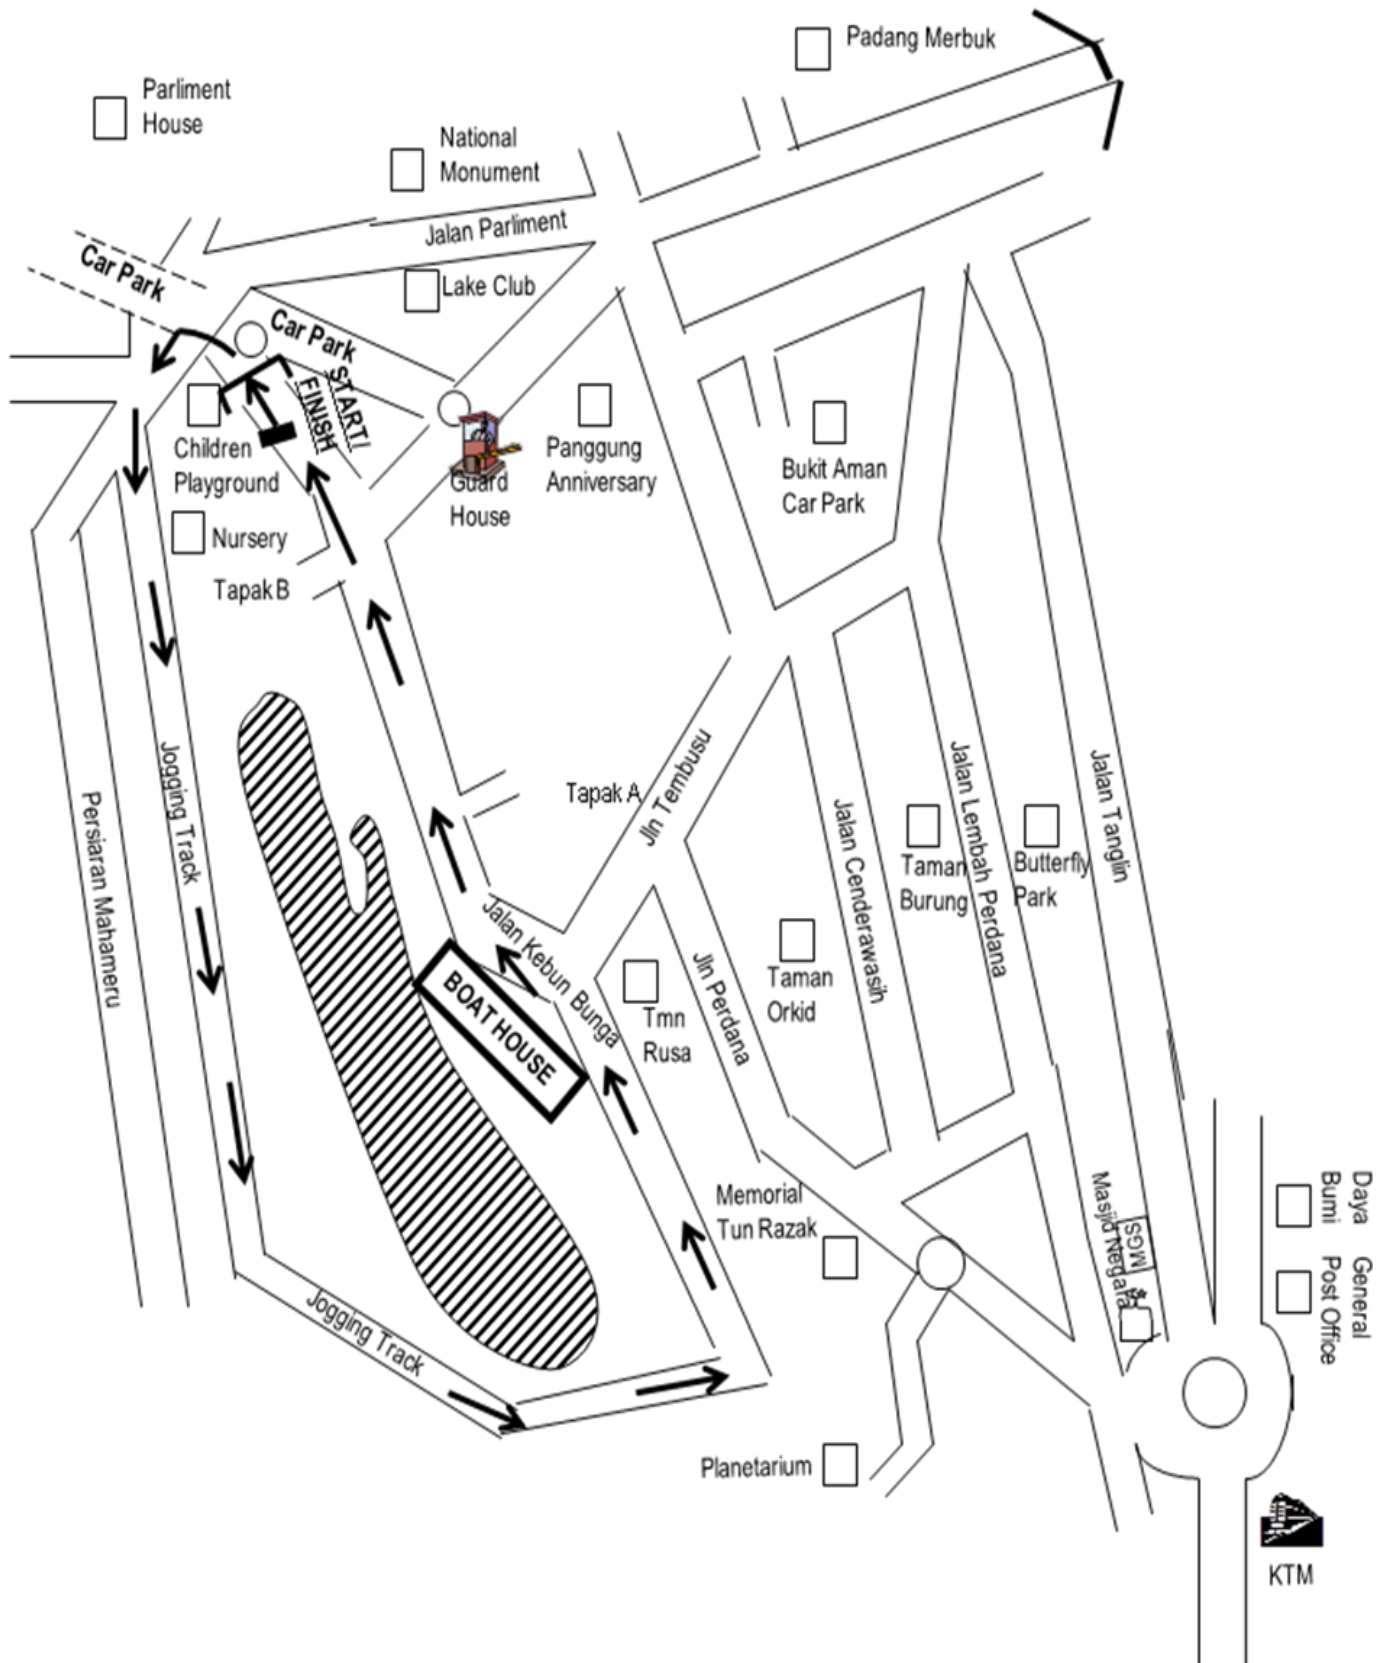 Padang Merbuk
Parliment
House
National
Monument
Jalan Parliment
Car Park
Lake Club
Car Park
START/
FINISH
Children
Playground
Panggung
Anniversary
Guard
House
Bukit Aman
Car Park
Nursery
Tapak B
Jogging Track
Persiaran Mahameru
Tapak A
Jln Tembusu
Jalan Cenderawasih
Taman
Burung
Jalan Lembah Perdana
Butterfly
Park
Jalan Tanglin
Jalan Kebun Bunga
BOAT HOUSE
Tmn
Rusa
Jln Perdana
Taman
Orkid
Memorial
Tun Razak
Masjid Negara
MGS
Daya
Bumi
General
Post Office
Jogging Track
Planetarium
KTM